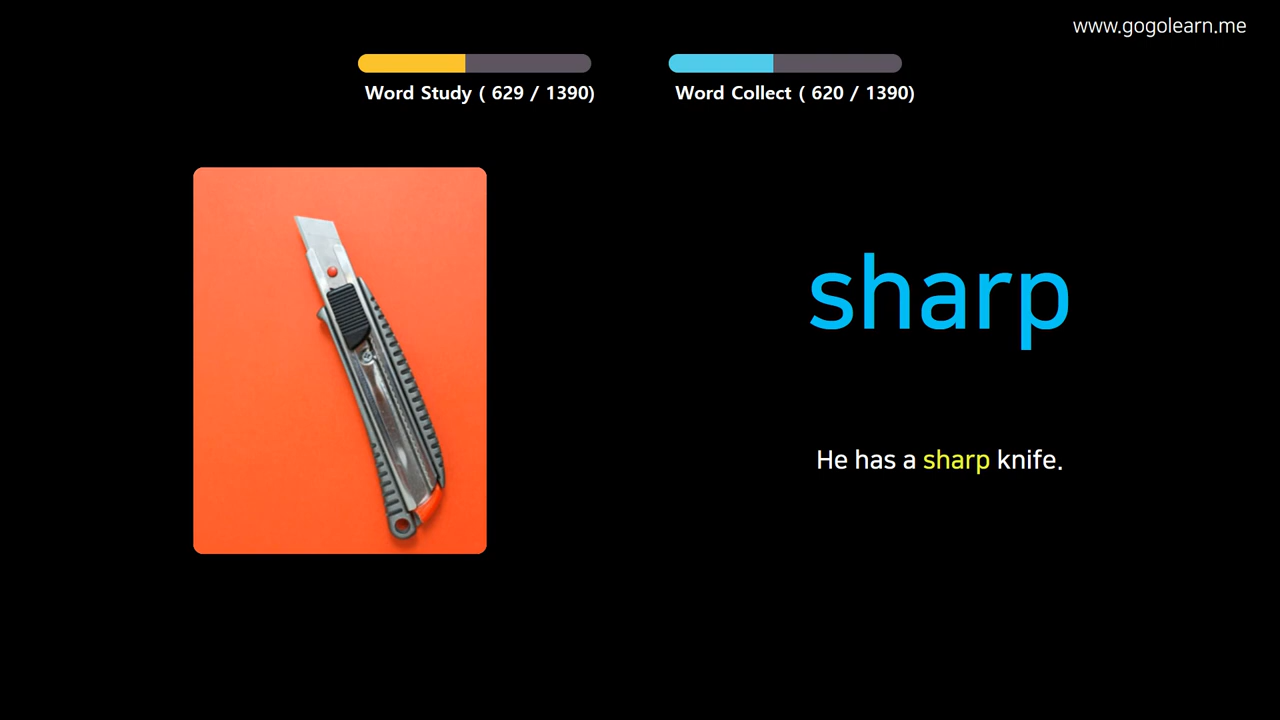 www.gogolearn.me
Word Study ( 629 / 1390)
Word Collect ( 620 / 1390)
sharp
He has a sharp knife.